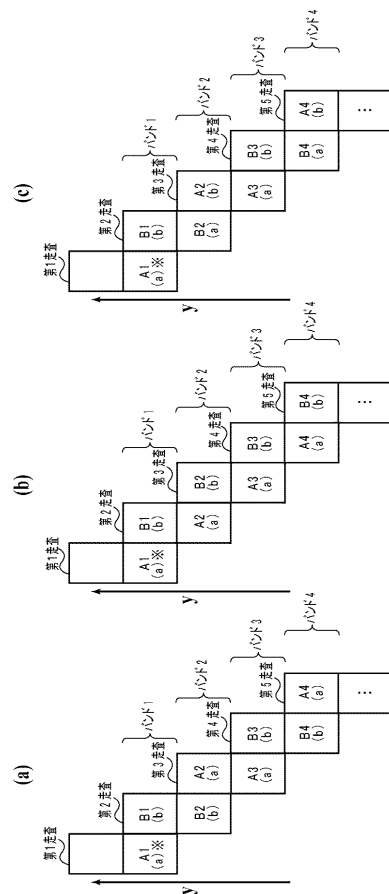 (a)
第1走査
第2走査
バンド1
A1 B1
(a)※ (b)
第3走査
バンド2
B2 A2
(b) (a)
第4走査
バンド3
A3 B3
(a) (b)
第5走査
バンド4
B4 A4
(b) (a)
…
y
(b)
第1走査
第2走査
バンド1
A1 B1
(a)※ (b)
第3走査
バンド2
A2 B2
(a) (b)
第4走査
バンド3
A3 B3
(a) (b)
第5走査
バンド4
A4 B4
(a) (b)
…
y
(c)
第1走査
第2走査
バンド1
A1 B1
(a)※ (b)
第3走査
バンド2
B2 A2
(a) (b)
第4走査
バンド3
A3 B3
(a) (b)
第5走査
バンド4
B4 A4
(a) (b)
…
y